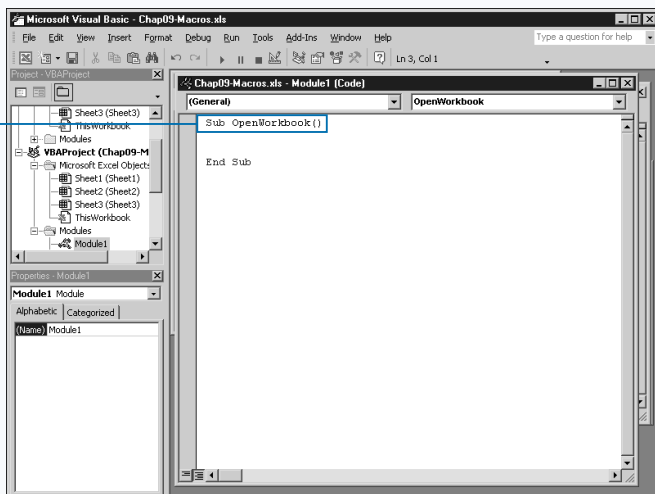 Microsoft Visual Basic - Chap09-Macros.xls
File Edit View Insert Format Debug Run Tools Add-Ins Window Help
Type a question for help
Ln 3, Col 1
Project - VBAProject
Sheet3 (Sheet3)
ThisWorkbook
Modules
VBAProject (Chap09-M
Microsoft Excel Objects
Sheet1 (Sheet1)
Sheet2 (Sheet2)
Sheet3 (Sheet3)
ThisWorkbook
Modules
Module1
Properties - Module1
Module1 Module
Alphabetic Categorized
(Name) Module1
Chap09-Macros.xls - Module1 (Code)
(General) OpenWorkbook
Sub OpenWorkbook()
End Sub